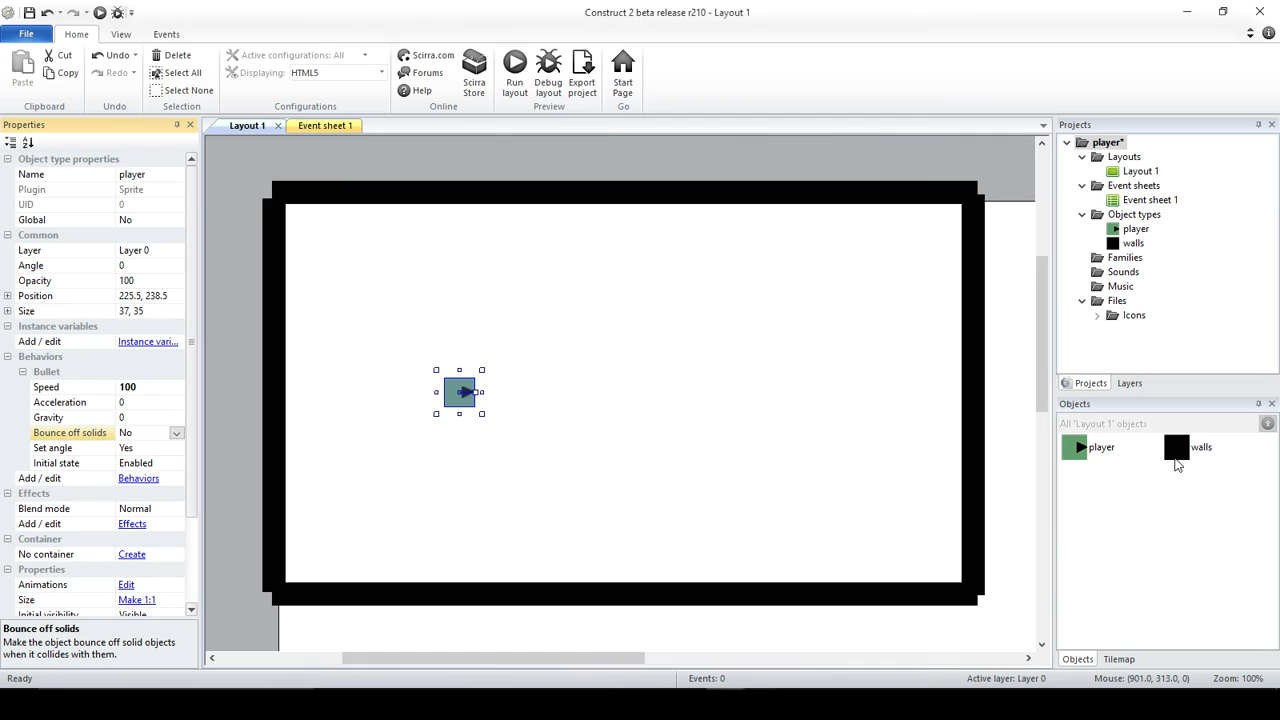 Construct 2 beta release r210 - Layout 1
File
Home
View
Events
Paste
Cut
Copy
Clipboard
Undo
Redo
Undo
Delete
Select All
Select None
Selection
Active configurations: All
Displaying: HTML5
Configurations
Scirra.com
Forums
Help
Scirra Store
Online
Run layout
Debug layout
Export project
Preview
Start Page
Go
Properties
Object type properties
Name player
Plugin Sprite
UID 0
Global No
Common
Layer Layer 0
Angle 0
Opacity 100
Position 225.5, 238.5
Size 37, 35
Instance variables
Add / edit Instance vari...
Behaviors
Bullet
Speed 100
Acceleration 0
Gravity 0
Bounce off solids No
Set angle Yes
Initial state Enabled
Add / edit Behaviors
Effects
Blend mode Normal
Add / edit Effects
Container
No container Create
Properties
Animations Edit
Size Make 1:1
Initial visibility Visible
Bounce off solids
Make the object bounce off solid objects
when it collides with them.
Layout 1
Event sheet 1
Projects
player*
Layouts
Layout 1
Event sheets
Event sheet 1
Object types
player
walls
Families
Sounds
Music
Files
Icons
Projects
Layers
Objects
All 'Layout 1' objects
player
walls
Objects
Tilemap
Ready
Events: 0
Active layer: Layer 0
Mouse: (901.0, 313.0, 0)
Zoom: 100%